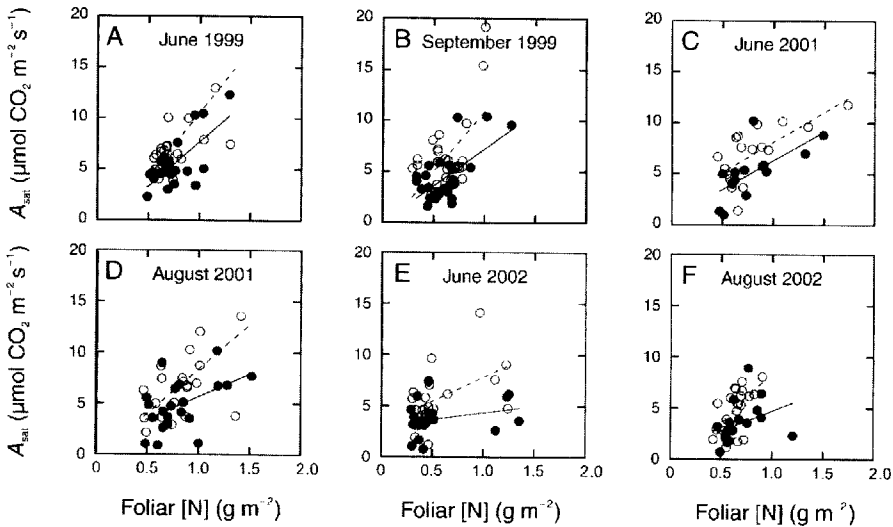 A June 1999
B September 1999
C June 2001
20
15
10
5
0
20
15
10
5
0
20
15
10
5
0
A_sat (µmol CO₂ m⁻² s⁻¹)
D August 2001
E June 2002
F August 2002
20
15
10
5
0
20
15
10
5
0
20
15
10
5
0
A_sat (µmol CO₂ m⁻² s⁻¹)
0 0.5 1.0 1.5 2.0
0 0.5 1.0 1.5 2.0
0 0.5 1.0 1.5 2.0
Foliar [N] (g m⁻²)
Foliar [N] (g m⁻²)
Foliar [N] (g m⁻²)